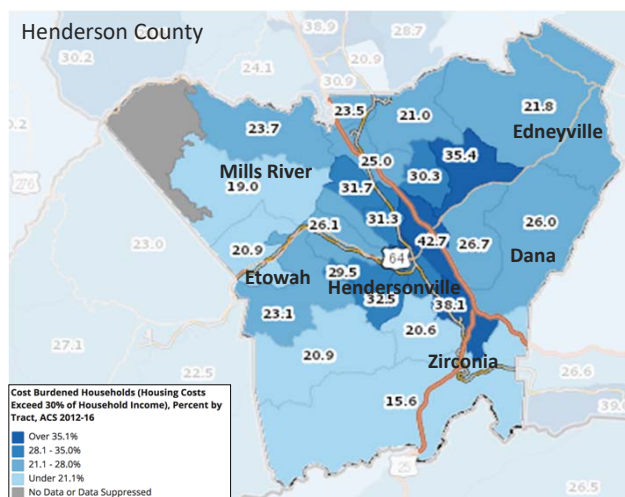 Henderson County
38.9
28.7
30.2
24.1
20.9
30.9
23.5
21.0
21.8
Edneyville
23.7
35.4
25.0
Mills River
30.3
31.7
19.0
276
31.3
26.1
26.0
42.7
26.7
23.0
20.9
64
Dana
Etowah
29.5
Hendersonville
32.5
38.1
23.1
20.6
27.1
20.9
Zirconia
22.5
26.6
15.6
25
26.5
Cost Burdened Households (Housing Costs
Exceed 30% of Household Income), Percent by
Tract, ACS 2012-16
Over 35.1%
28.1 - 35.0%
21.1 - 28.0%
Under 21.1%
No Data or Data Suppressed